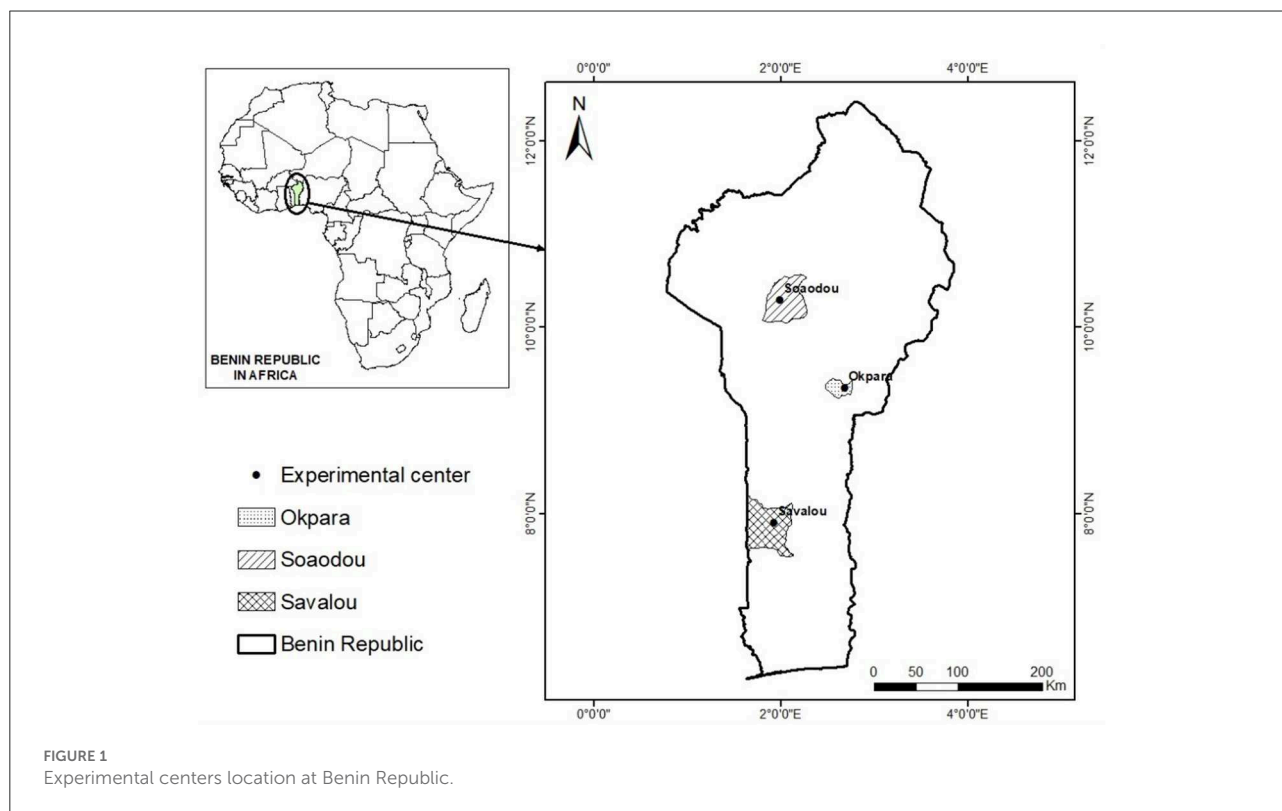 0°0'0"
2°0'0"E
4°0'0"E
N
12°0'0"N
12°0'0"N
Soaodou
10°0'0"N
10°0'0"N
BENIN REPUBLIC
IN AFRICA
Okpara
Experimental center
Okpara
8°0'0"N
8°0'0"N
Savalou
Soaodou
Savalou
Benin Republic
0 50 100 200
Km
0°0'0"
2°0'0"E
4°0'0"E
FIGURE 1
Experimental centers location at Benin Republic.